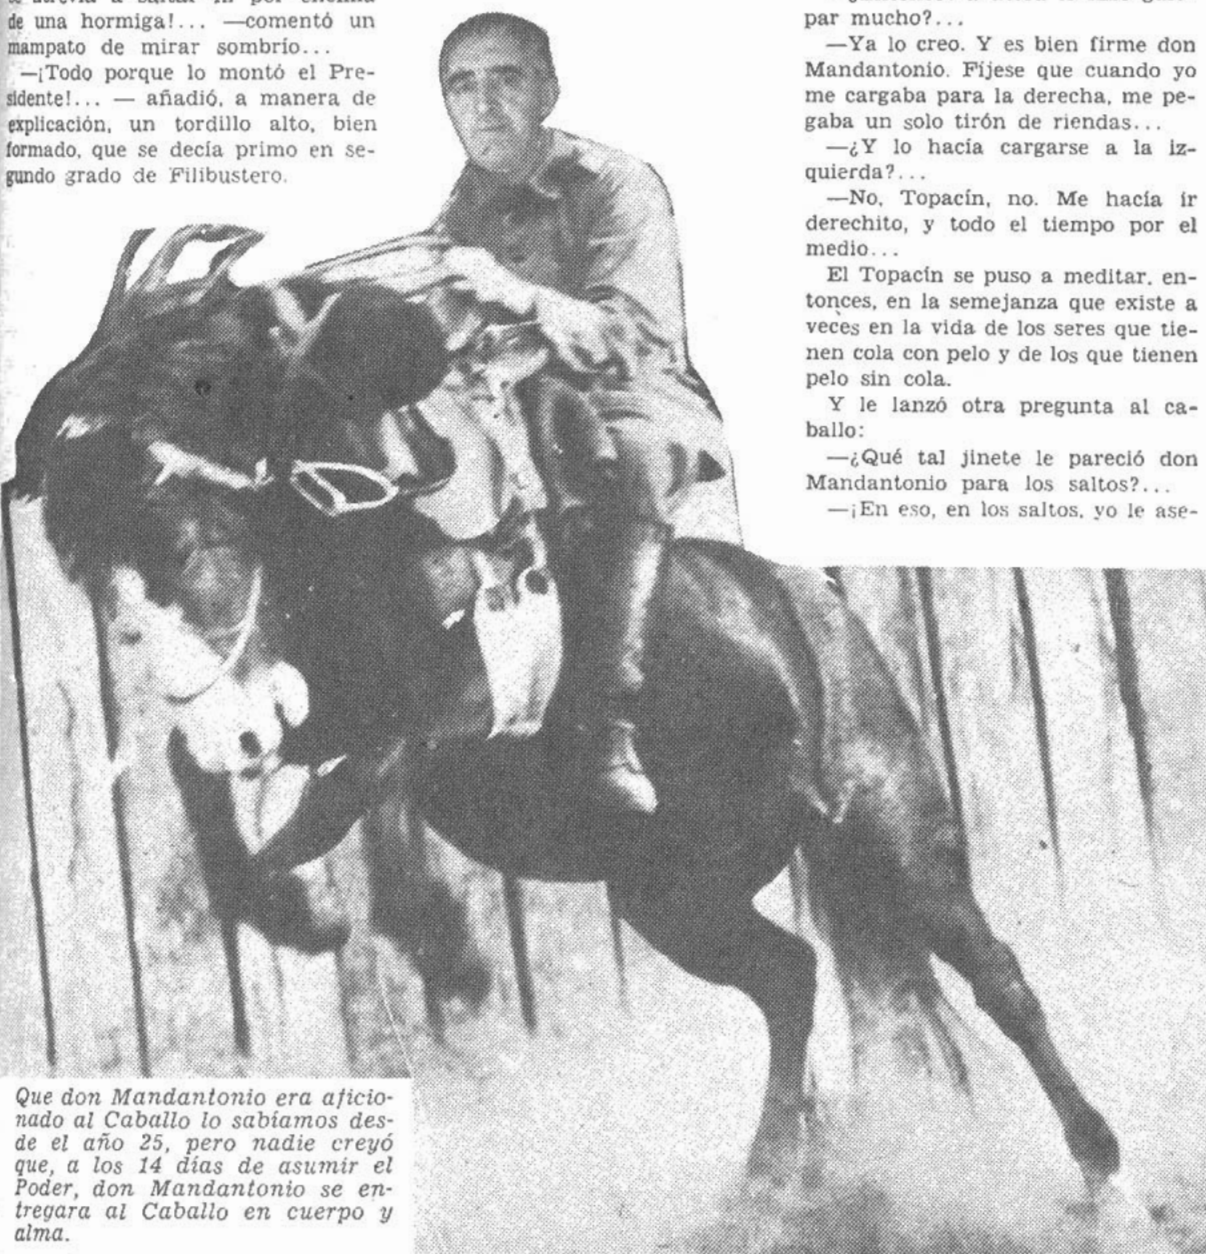 de una hormiga!... —comentó un
mampato de mirar sombrío...
—¡Todo porque lo montó el Pre-
sidente!... — añadió, a manera de
explicación, un tordillo alto, bien
formado, que se decía primo en se-
gundo grado de Filibustero.
par mucho?...
—Ya lo creo. Y es bien firme don
Mandantonio. Fíjese que cuando yo
me cargaba para la derecha, me pe-
gaba un solo tirón de riendas...
—¿Y lo hacía cargarse a la iz-
quierda?...
—No, Topacín, no. Me hacía ir
derechito, y todo el tiempo por el
medio...
El Topacín se puso a meditar, en-
tonces, en la semejanza que existe a
veces en la vida de los seres que tie-
nen cola con pelo y de los que tienen
pelo sin cola.
Y le lanzó otra pregunta al ca-
ballo:
—¿Qué tal jinete le pareció don
Mandantonio para los saltos?...
—¡En eso, en los saltos, yo le ase-
Que don Mandantonio era aficio-
nado al Caballo lo sabíamos des-
de el año 25, pero nadie creyó
que, a los 14 días de asumir el
Poder, don Mandantonio se en-
tregara al Caballo en cuerpo y
alma.